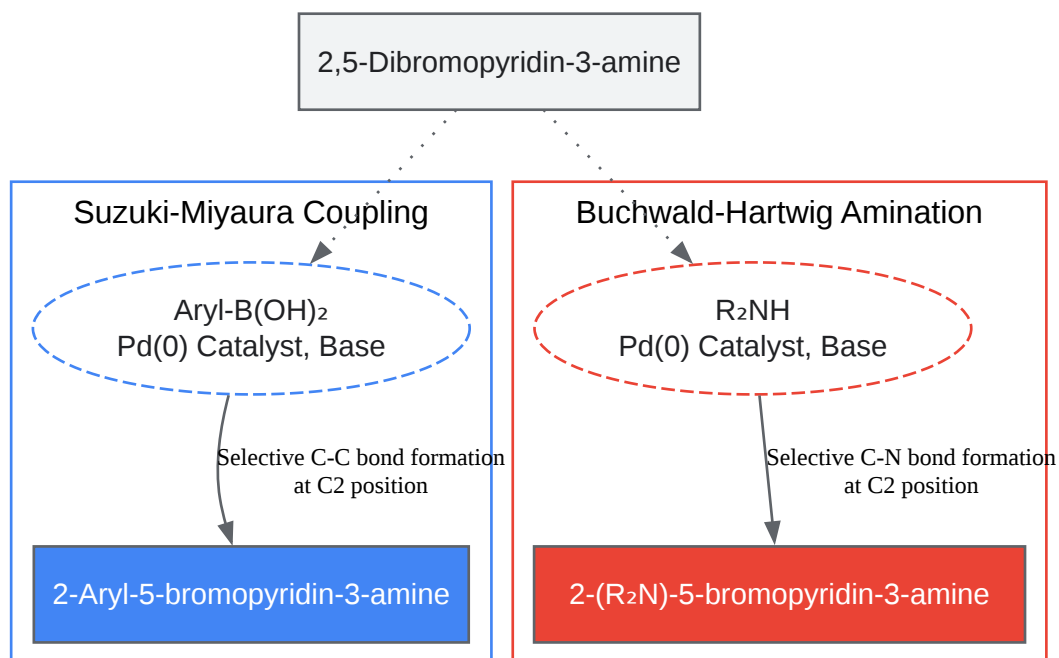 2,5-Dibromopyridin-3-amine
Suzuki-Miyaura Coupling
Aryl-B(OH)₂
Pd(0) Catalyst, Base
Selective C-C bond formation
at C2 position
2-Aryl-5-bromopyridin-3-amine
Buchwald-Hartwig Amination
R₂NH
Pd(0) Catalyst, Base
Selective C-N bond formation
at C2 position
2-(R₂N)-5-bromopyridin-3-amine